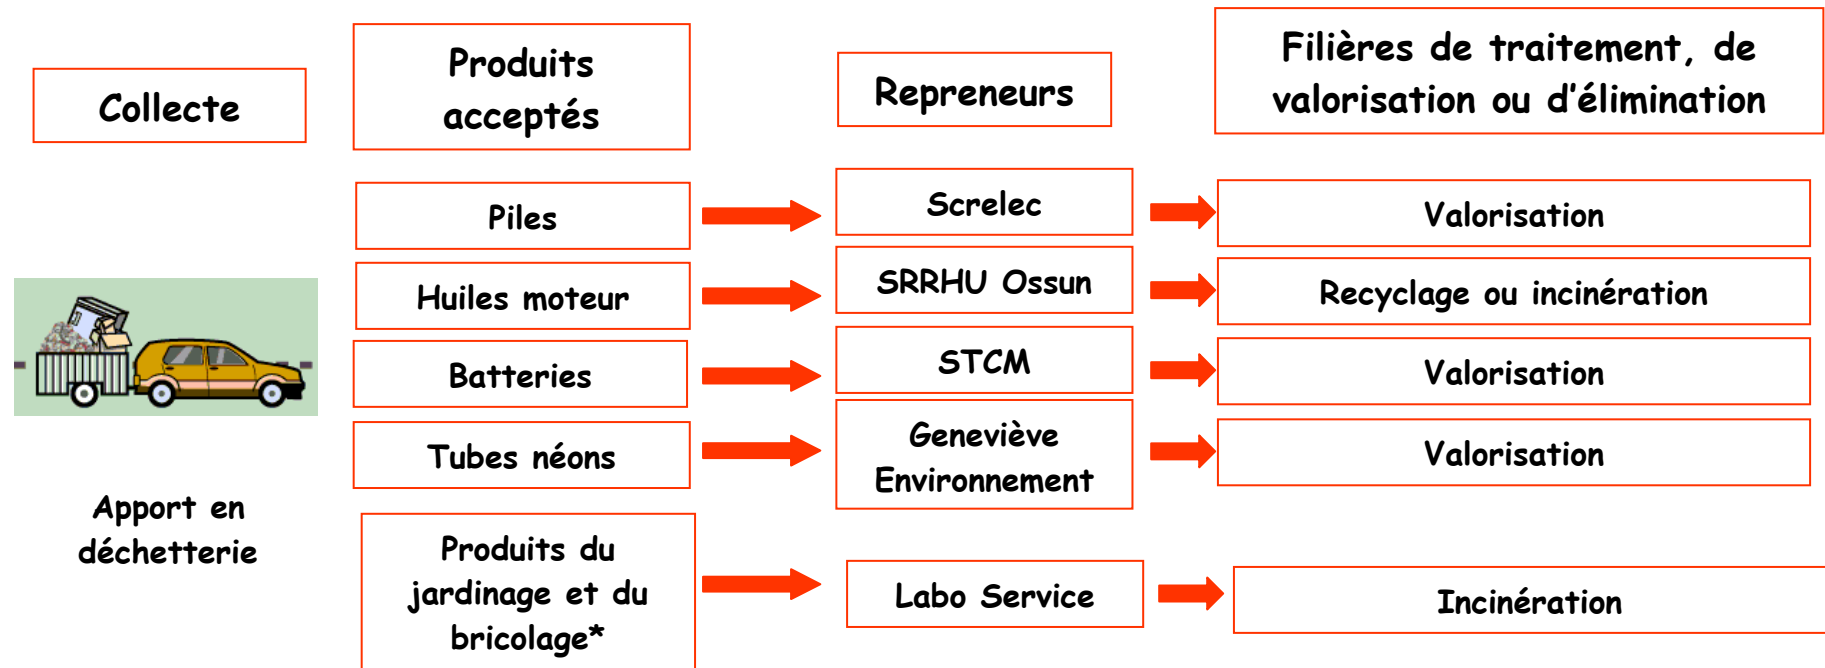 Collecte
Produits
acceptés
Repreneurs
Filières de traitement, de
valorisation ou d'élimination
Piles
Screlec
Valorisation
Huiles moteur
SRRHU Ossun
Recyclage ou incinération
Batteries
STCM
Valorisation
Tubes néons
Geneviève
Environnement
Valorisation
Apport en
déchetterie
Produits du
jardinage et du
bricolage*
Labo Service
Incinération